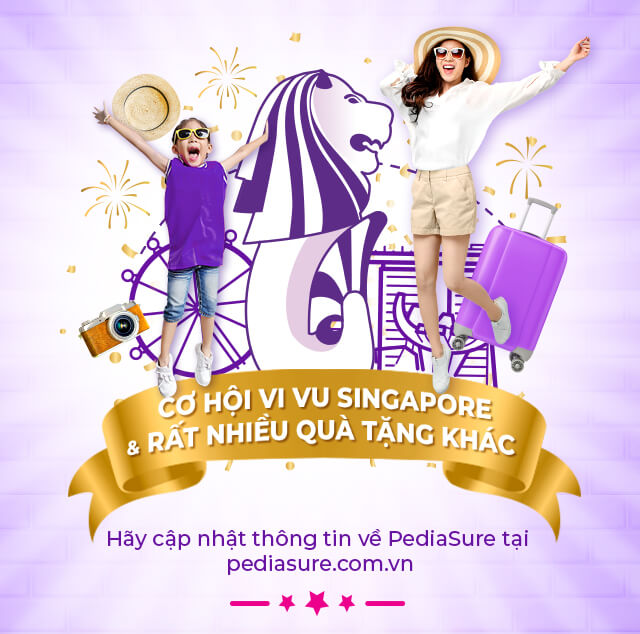 CƠ HỘI VI VU SINGAPORE
& RẤT NHIỀU QUÀ TẶNG KHÁC
Hãy cập nhật thông tin về PediaSure tại
pediasure.com.vn